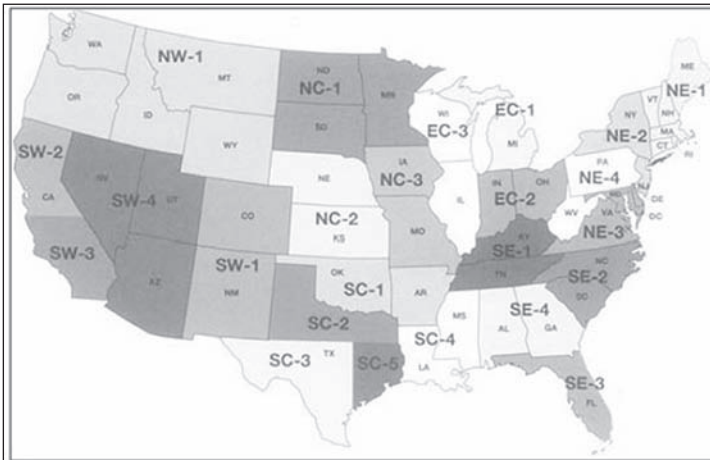 WA
NW-1
MT
ND
NC-1
MN
OR
ID
SD
WY
WI
EC-3
EC-1
MI
ME
NE-1
VT
NH
NY
NE-2
MA
CT
RI
SW-2
CA
NV
SW-4
UT
CO
NE
IA
NC-3
NC-2
KS
MO
IL
IN
OH
EC-2
PA
NE-4
NJ
DE
DC
WV
VA
NE-3
KY
SE-1
TN
NC
SE-2
SC
SW-3
AZ
SW-1
NM
OK
SC-1
AR
SC-2
SC-3
TX
SC-5
SC-4
LA
MS
AL
SE-4
GA
SE-3
FL